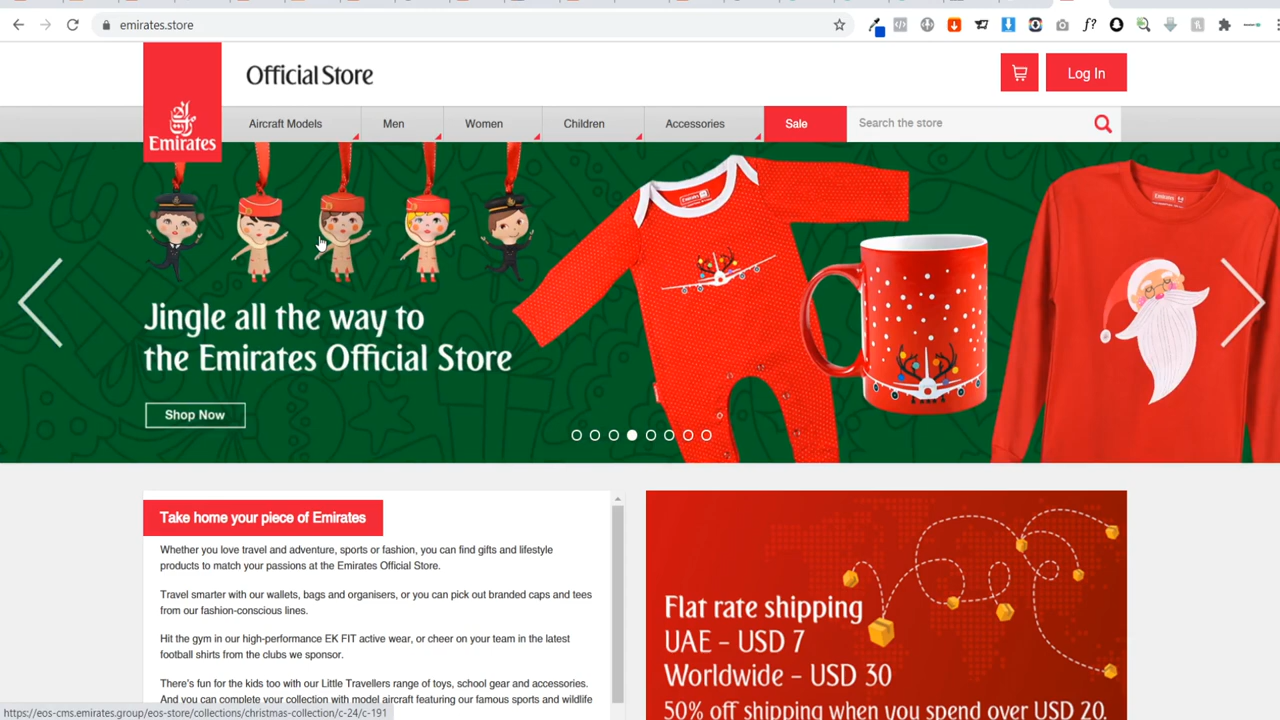 emirates.store
f?
Official Store
Log In
Emirates
Aircraft Models
Men
Women
Children
Accessories
Sale
Search the store
Jingle all the way to
the Emirates Official Store
Shop Now
Take home your piece of Emirates
Whether you love travel and adventure, sports or fashion, you can find gifts and lifestyle
products to match your passions at the Emirates Official Store.
Travel smarter with our wallets, bags and organisers, or you can pick out branded caps and tees
from our fashion-conscious lines.
Hit the gym in our high-performance EK FIT active wear, or cheer on your team in the latest
football shirts from the clubs we sponsor.
There's fun for the kids too with our Little Travellers range of toys, school gear and accessories.
And you can complete your collection with model aircraft featuring our famous sports and wildlife
Flat rate shipping
UAE – USD 7
Worldwide – USD 30
50% off shipping when you spend over USD 20.
https://eos-cms.emirates.group/eos-store/collections/christmas-collection/c-24/c-191